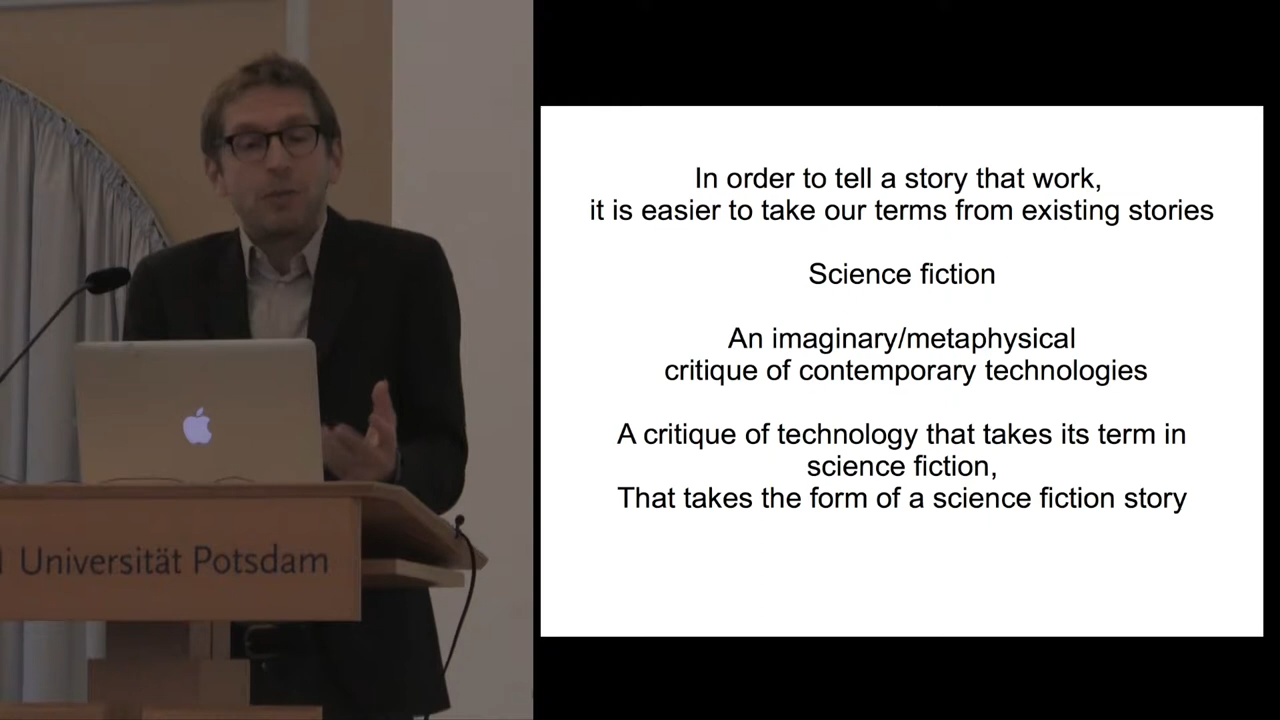 In order to tell a story that work,
it is easier to take our terms from existing stories
Science fiction
An imaginary/metaphysical
critique of contemporary technologies
A critique of technology that takes its term in
science fiction,
That takes the form of a science fiction story
Universität Potsdam